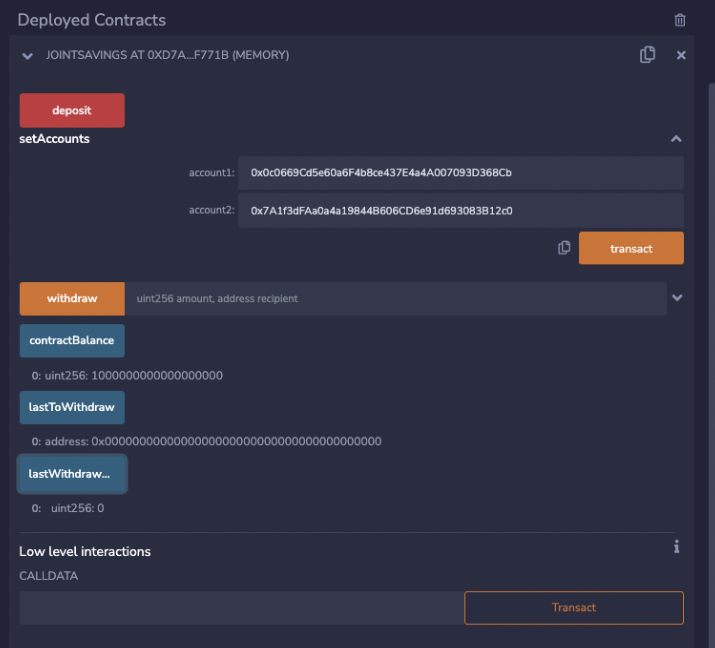 Deployed Contracts
JOINTSAVINGS AT 0XD7A...F771B (MEMORY)
deposit
setAccounts
account1: 0x0c0669Cd5e60a6F4b8ce437E4a4A007093D368Cb
account2: 0x7A1f3dFAa0a4a19844B606CD6e91d693083B12c0
transact
withdraw uint256 amount, address recipient
contractBalance
0: uint256: 1000000000000000000
lastToWithdraw
0: address: 0x0000000000000000000000000000000000000000
lastWithdraw...
0: uint256: 0
Low level interactions
CALLDATA
Transact